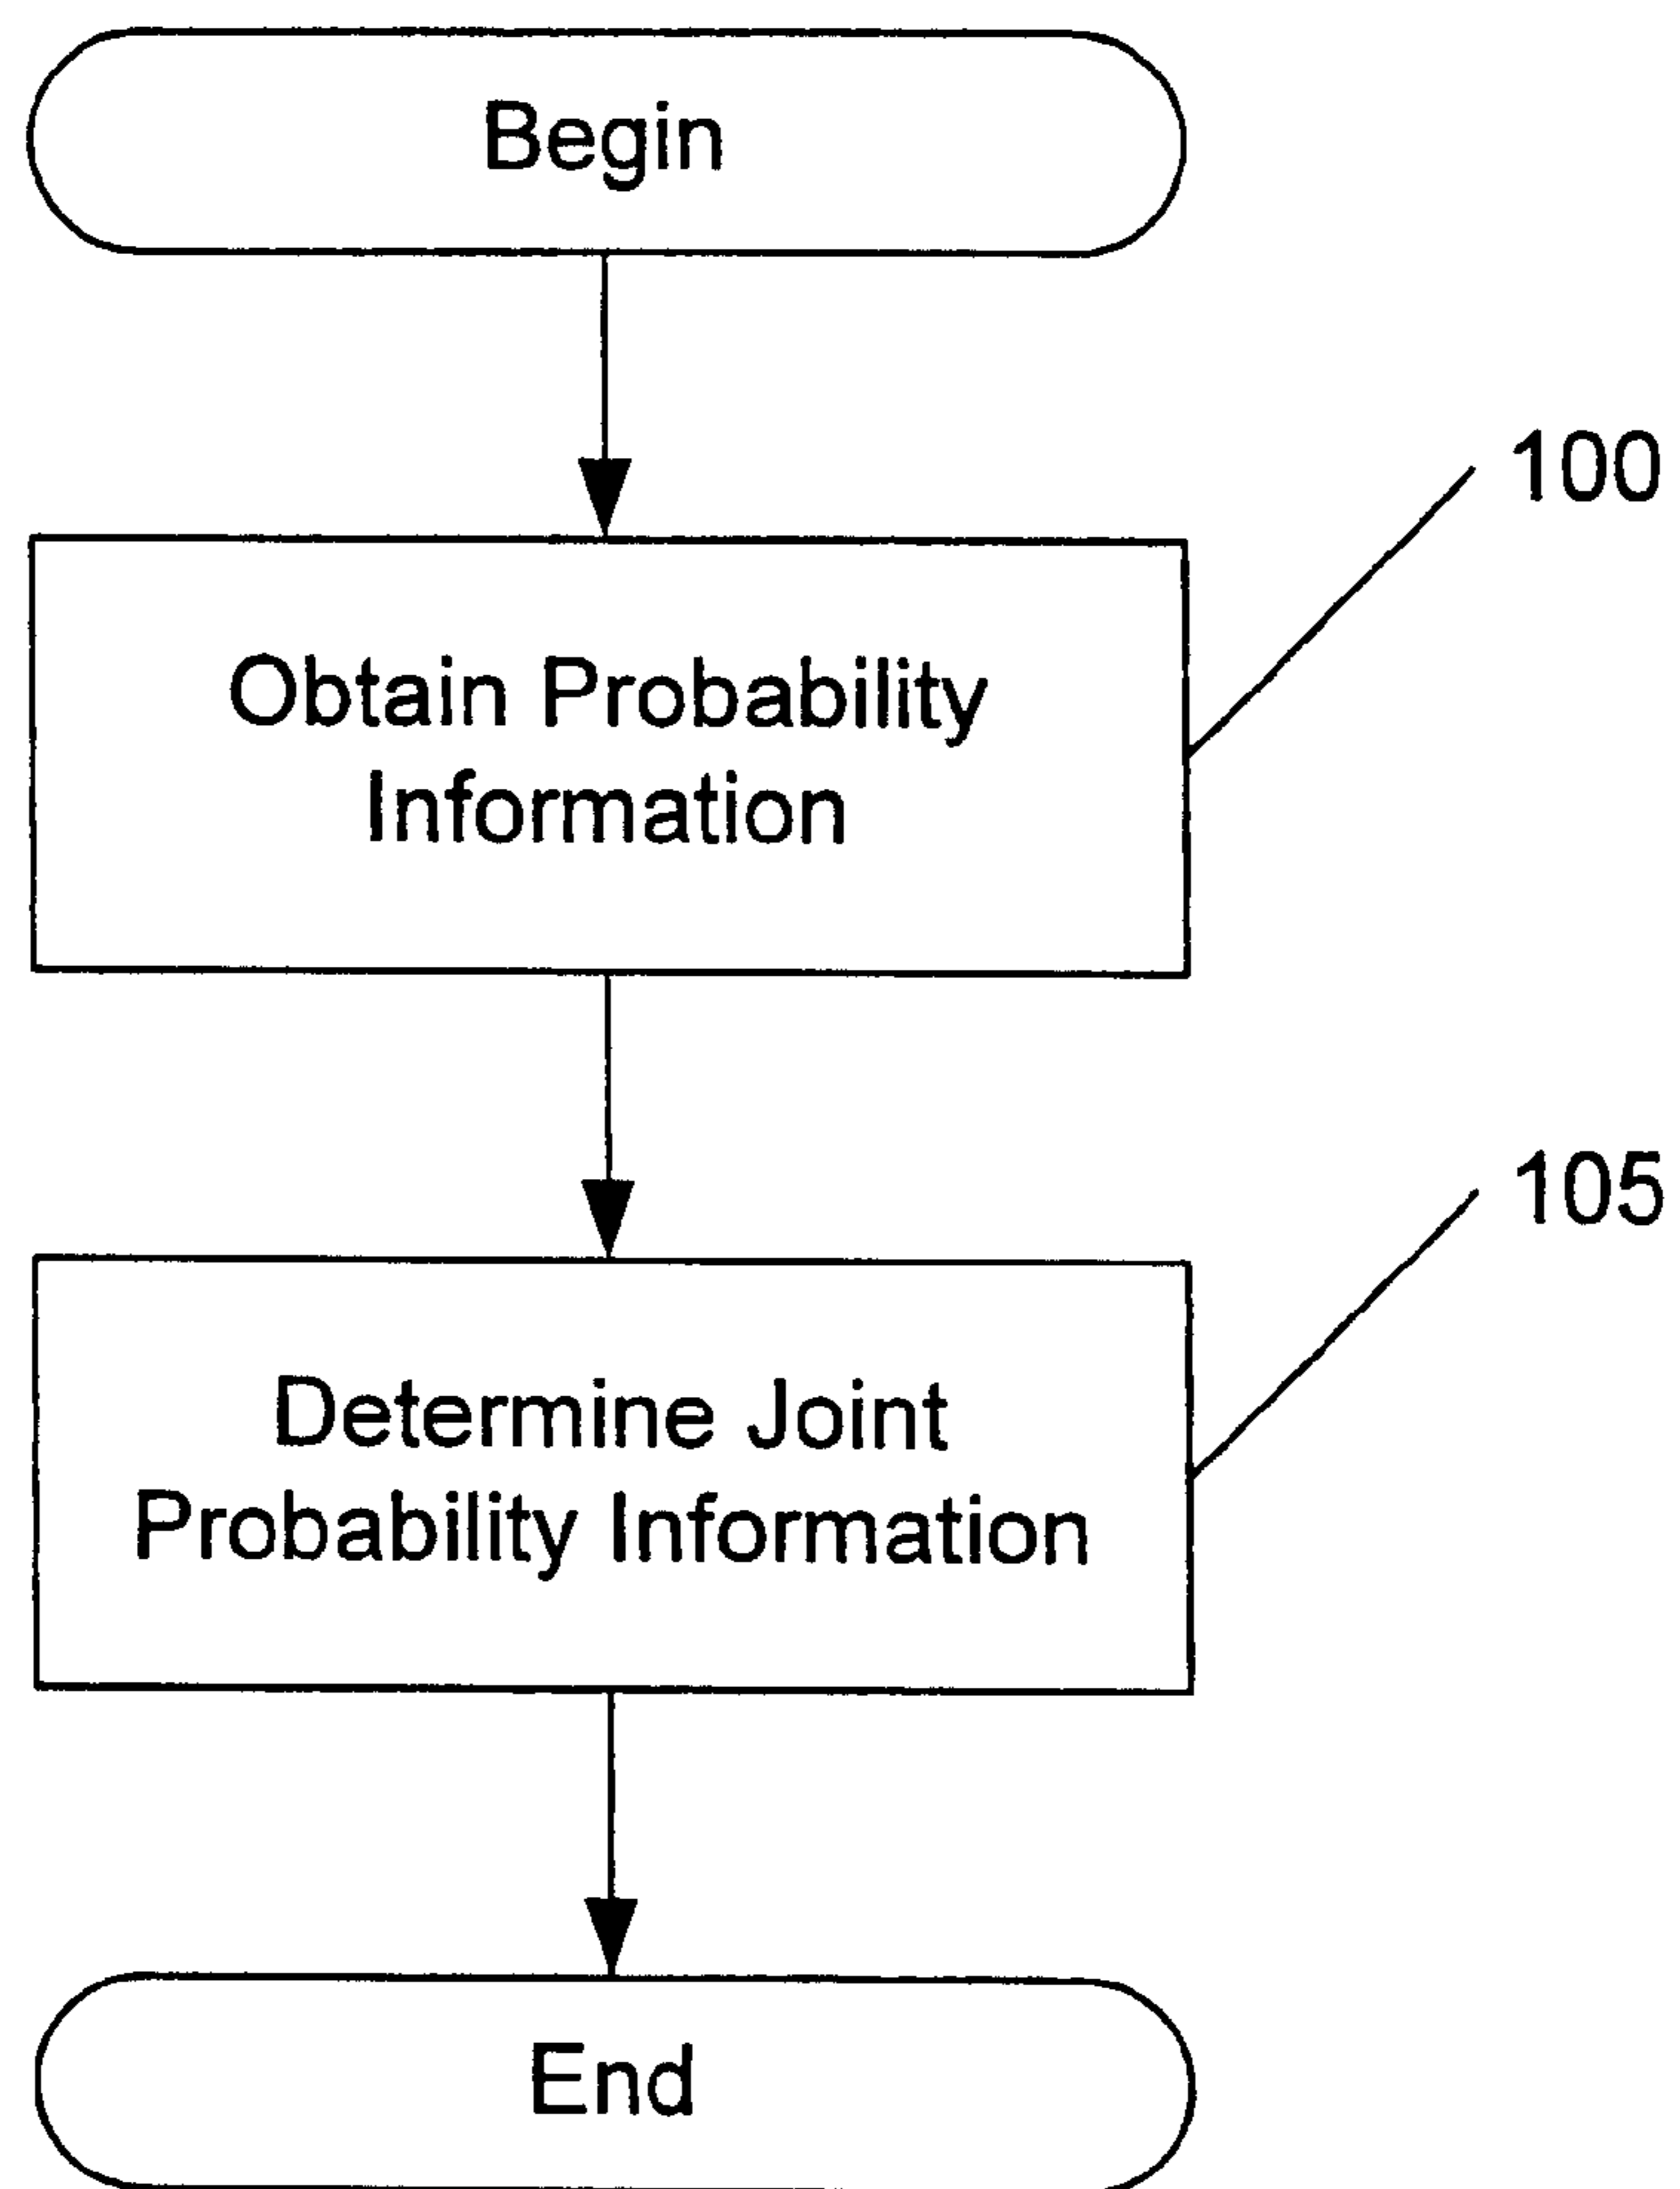 Begin
100
Obtain Probability
Information
105
Determine Joint
Probability Information
End